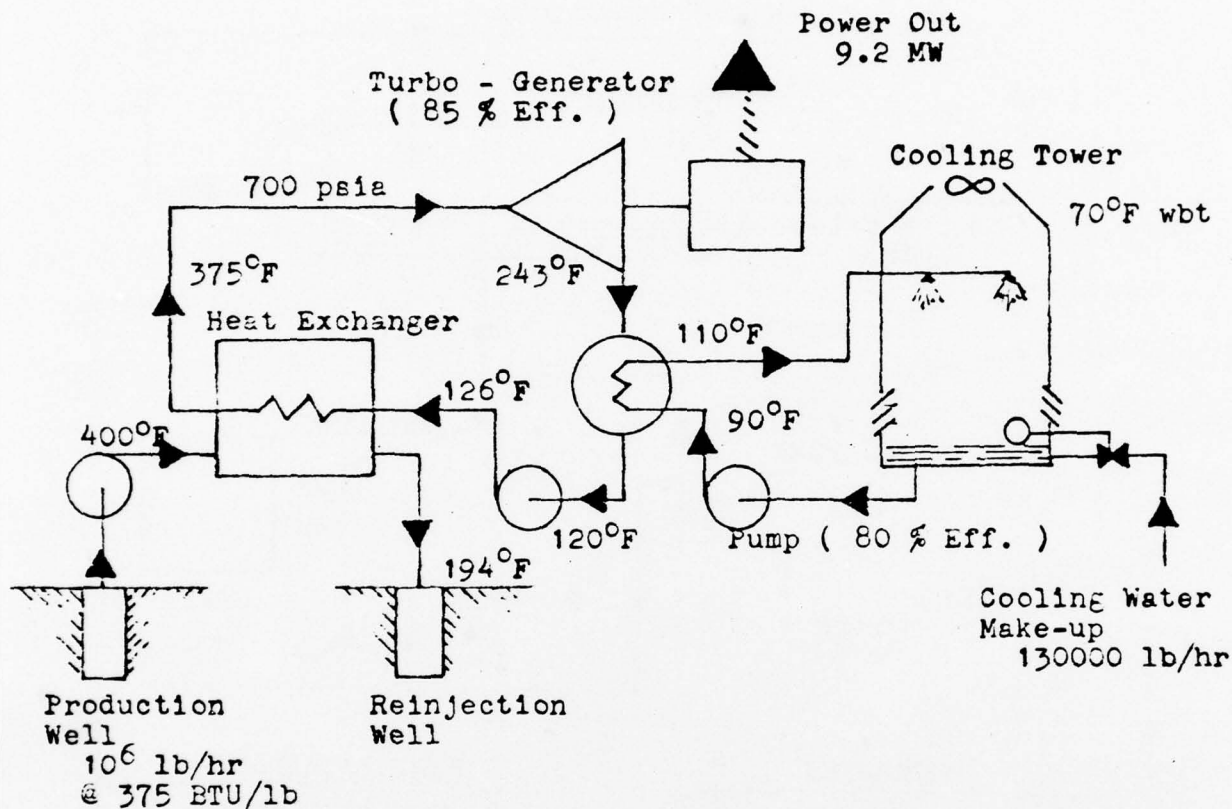 Power Out
9.2 MW
Turbo - Generator
( 85 % Eff. )
Cooling Tower
700 psia
70°F wbt
375°F
243°F
Heat Exchanger
110°F
126°F
90°F
400°F
120°F
Pump ( 80 % Eff. )
194°F
Cooling Water
Make-up
130000 lb/hr
Production
Well
10⁶ lb/hr
@ 375 BTU/lb
Reinjection
Well